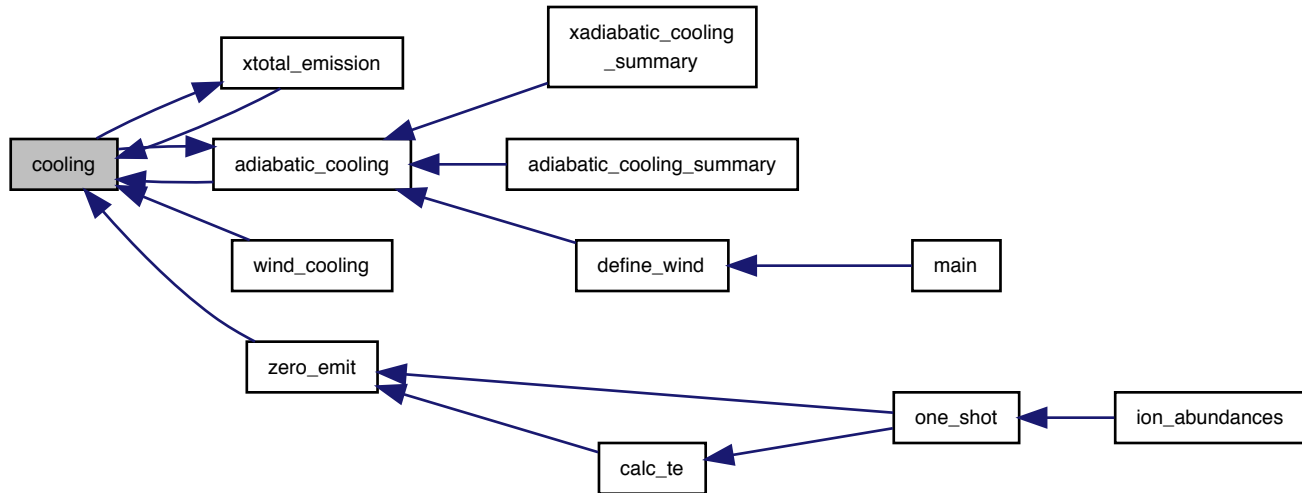 xadiabatic_cooling
_summary
xtotal_emission
cooling
adiabatic_cooling
adiabatic_cooling_summary
wind_cooling
define_wind
main
zero_emit
one_shot
ion_abundances
calc_te